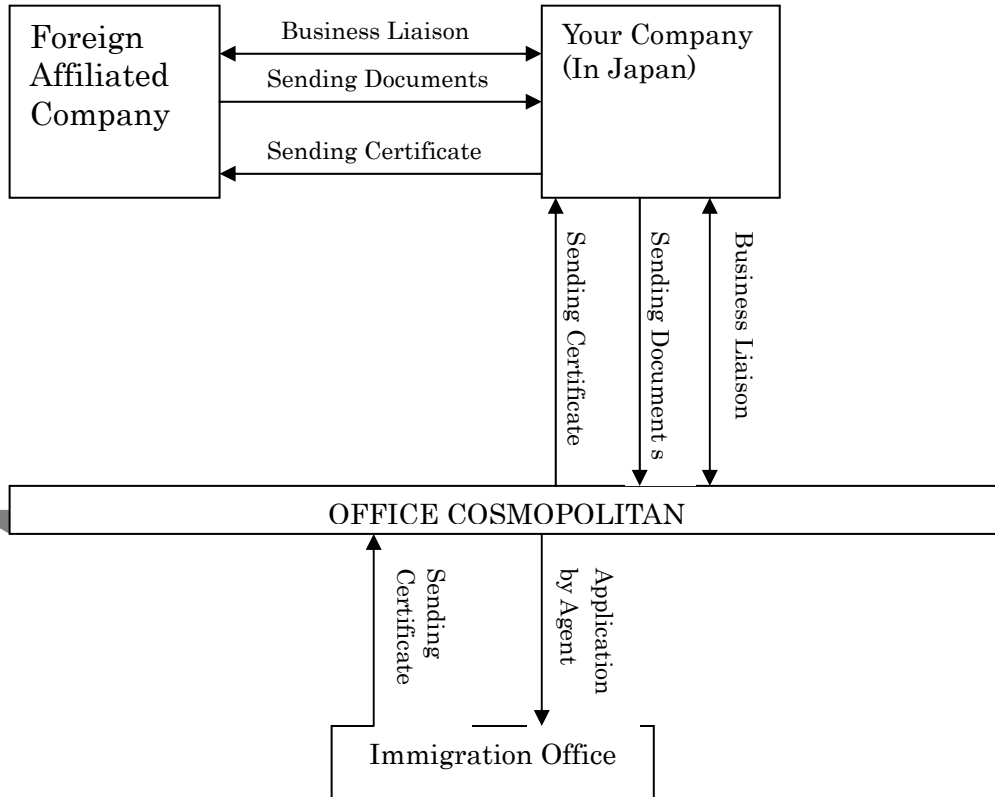 Foreign
Affiliated
Company
Business Liaison
Sending Documents
Sending Certificate
Your Company
(In Japan)
Sending Certificate
Sending Document s
Business Liaison
OFFICE COSMOPOLITAN
Sending
Certificate
Application
by Agent
Immigration Office